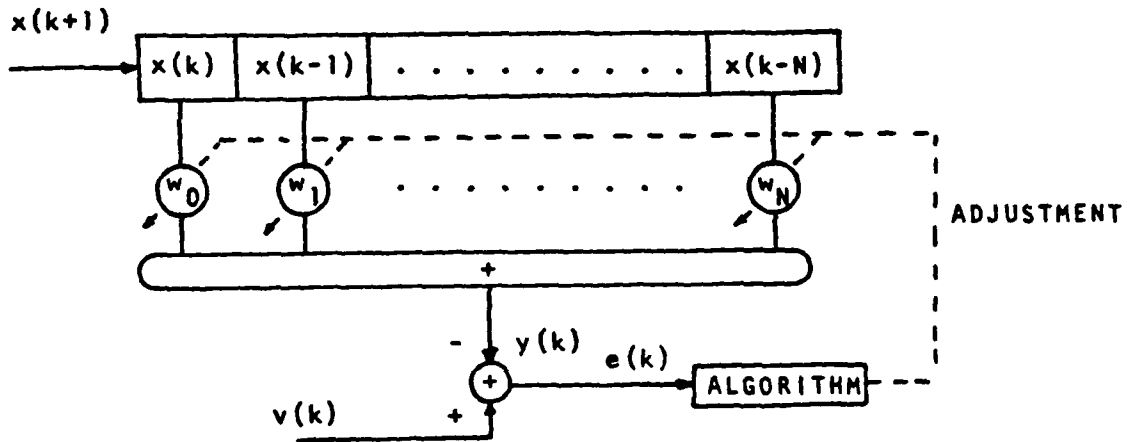 x(k+1)
x(k) x(k-1) . . . . . . . . . . x(k-N)
w0 w1 . . . . . . . . . . wN
ADJUSTMENT
+
- y(k)
e(k)
+ ALGORITHM
v(k) +